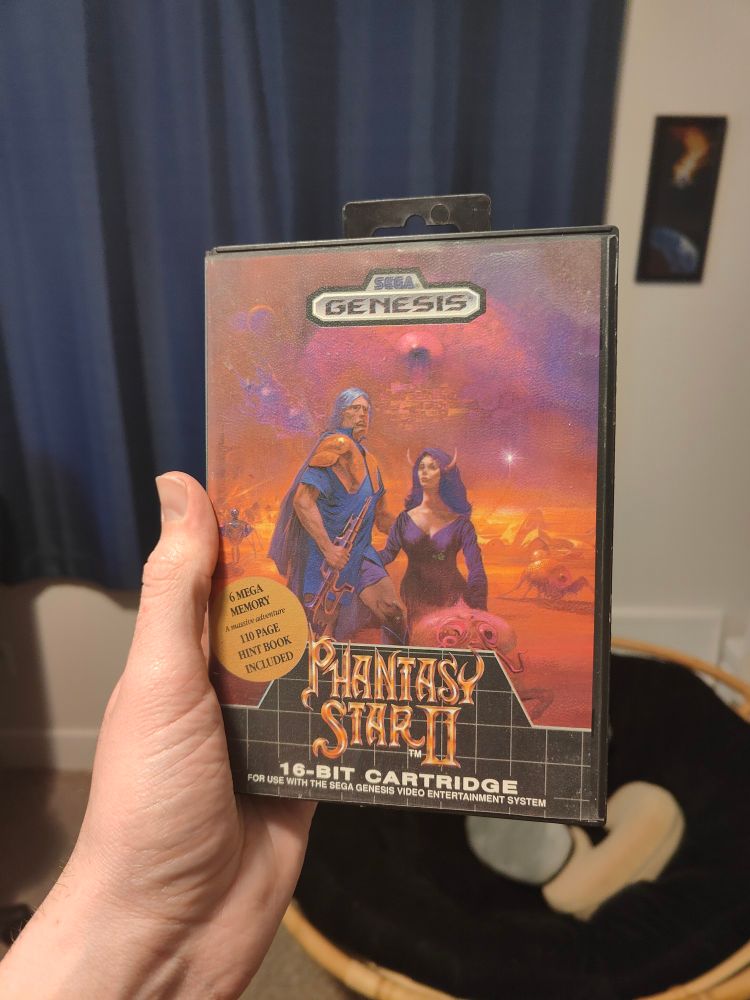 SEGA
GENESIS
6 MEGA
MEMORY
A massive adventure
110 PAGE
HINT BOOK
INCLUDED
PHANTASY
STAR II
TM
16-BIT CARTRIDGE
FOR USE WITH THE SEGA GENESIS VIDEO ENTERTAINMENT SYSTEM